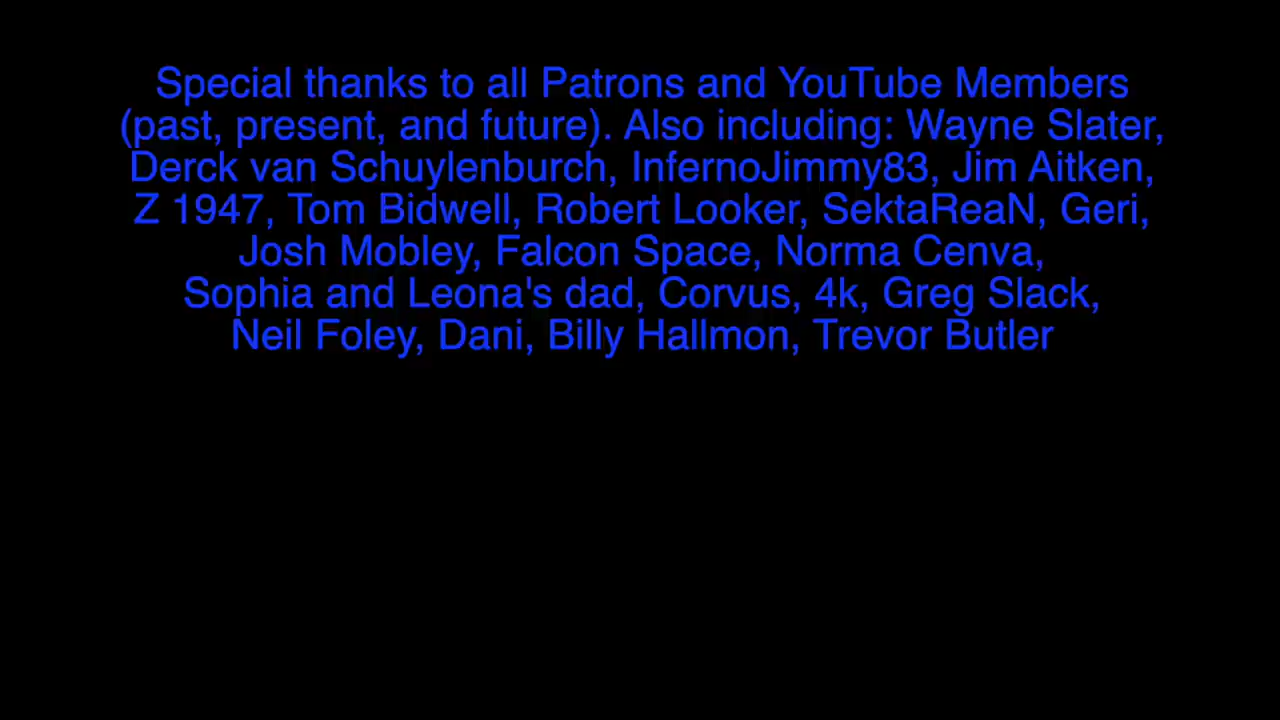 Special thanks to all Patrons and YouTube Members
(past, present, and future). Also including: Wayne Slater,
Derck van Schuylenburch, InfernoJimmy83, Jim Aitken,
Z 1947, Tom Bidwell, Robert Looker, SektaReaN, Geri,
Josh Mobley, Falcon Space, Norma Cenva,
Sophia and Leona's dad, Corvus, 4k, Greg Slack,
Neil Foley, Dani, Billy Hallmon, Trevor Butler